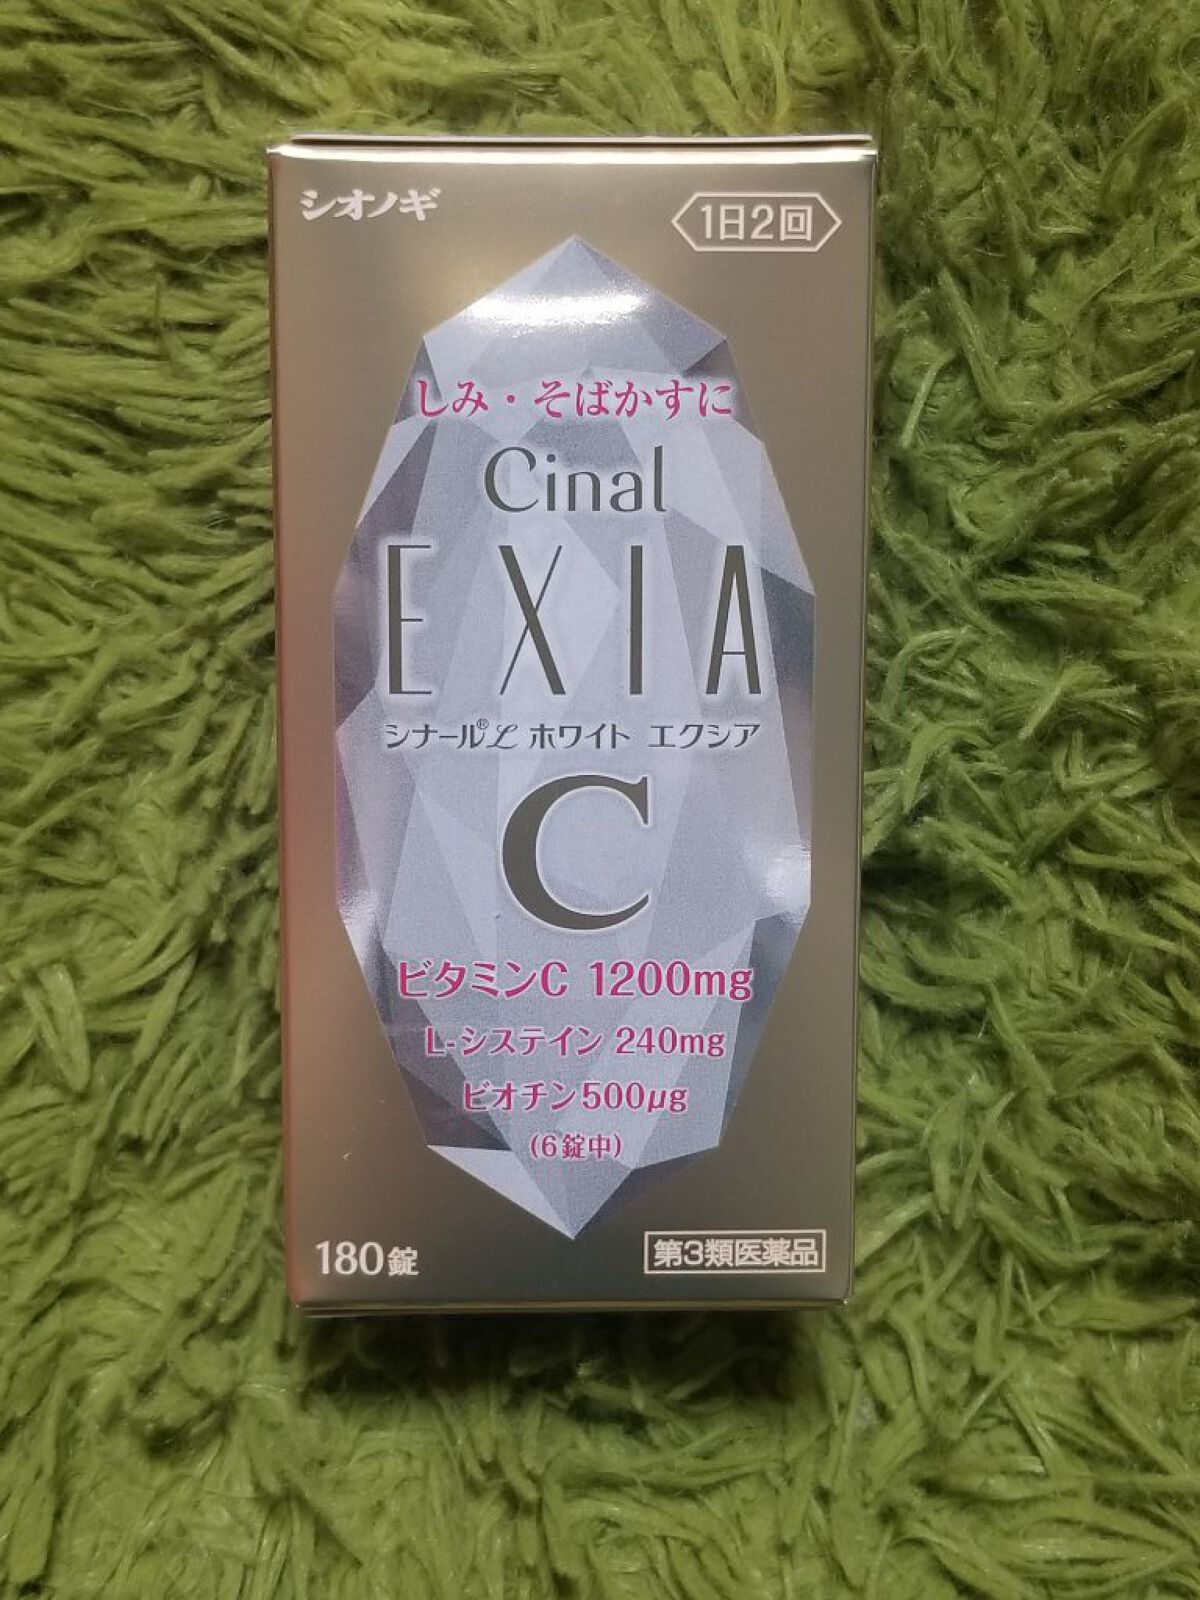 シオノギ
1日2回
しみ・そばかすに
Cinal
EXIA
シナール®L ホワイト エクシア
C
ビタミンC 1200mg
L-システイン 240mg
ビオチン500μg
(6錠中)
180錠
第3類医薬品